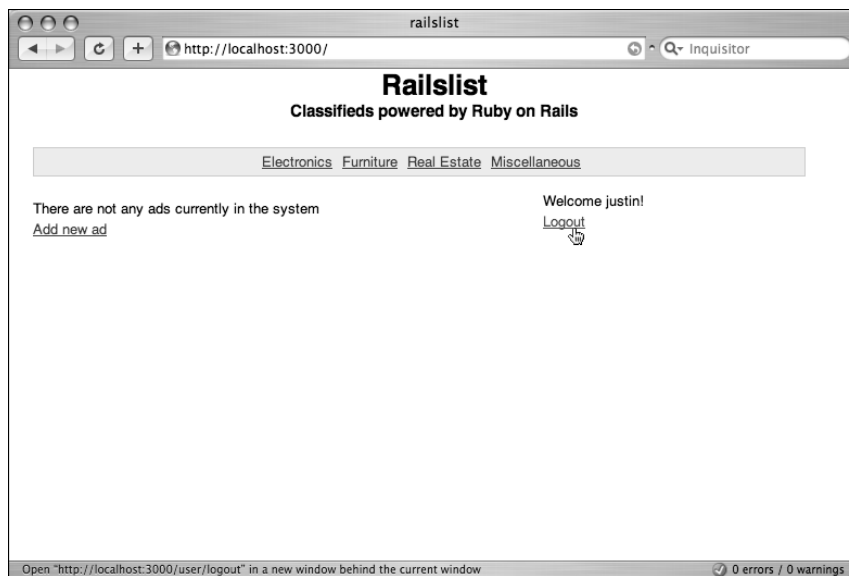 railslist
http://localhost:3000/
Inquisitor
Railslist
Classifieds powered by Ruby on Rails
Electronics Furniture Real Estate Miscellaneous
There are not any ads currently in the system
Add new ad
Welcome justin!
Logout
Open "http://localhost:3000/user/logout" in a new window behind the current window
0 errors / 0 warnings